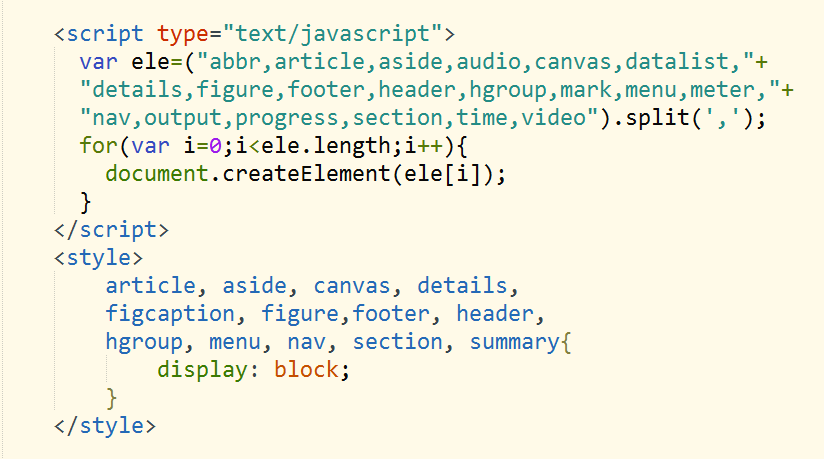 <script type="text/javascript">
var ele=("abbr,article,aside,audio,canvas,datalist,"+
"details,figure,footer,header,hgroup,mark,menu,meter,"+
"nav,output,progress,section,time,video").split(',');
for(var i=0;i<ele.length;i++){
document.createElement(ele[i]);
}
</script>
<style>
article, aside, canvas, details,
figcaption, figure,footer, header,
hgroup, menu, nav, section, summary{
display: block;
}
</style>